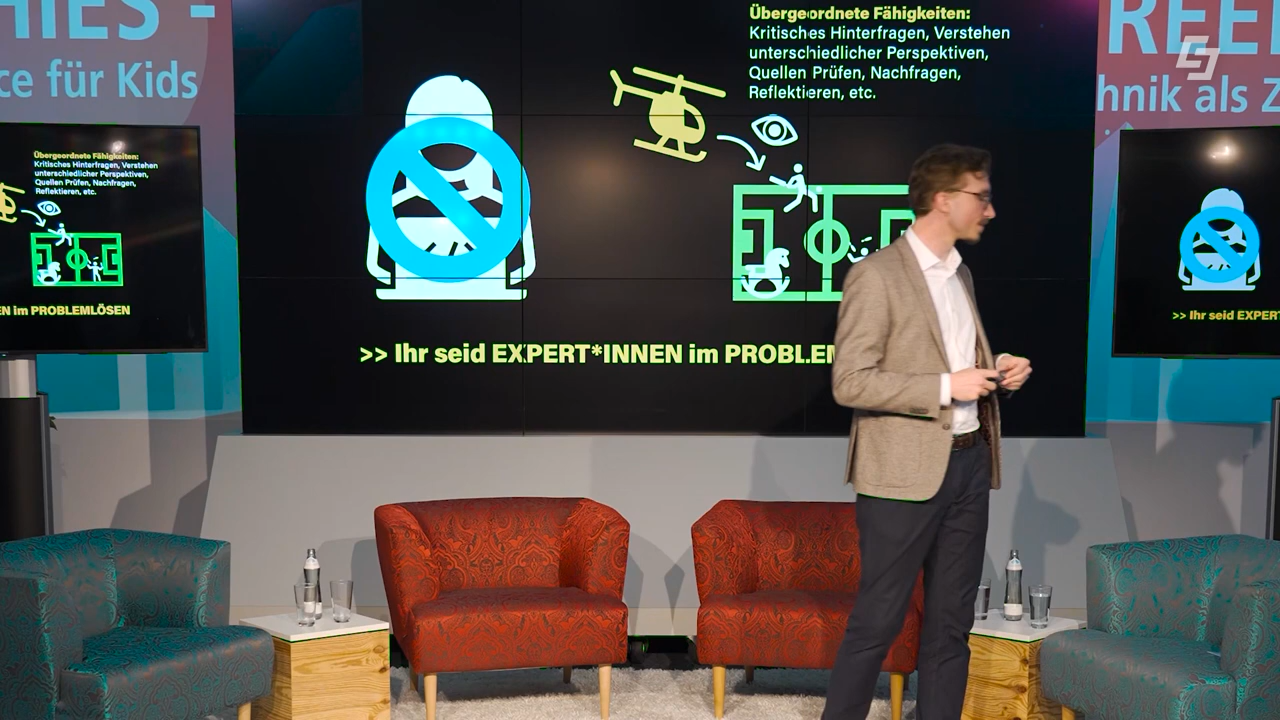 HIES -
ce für Kids
REE
hnik als Z
Übergeordnete Fähigkeiten:
Kritisches Hinterfragen, Verstehen
unterschiedlicher Perspektiven,
Quellen Prüfen, Nachfragen,
Reflektieren, etc.
>> Ihr seid EXPERT*INNEN im PROBLEM
Übergeordnete Fähigkeiten:
Kritisches Hinterfragen, Verstehen
unterschiedlicher Perspektiven,
Quellen Prüfen, Nachfragen,
Reflektieren, etc.
EN im PROBLEMLÖSEN
>> Ihr seid EXPERT